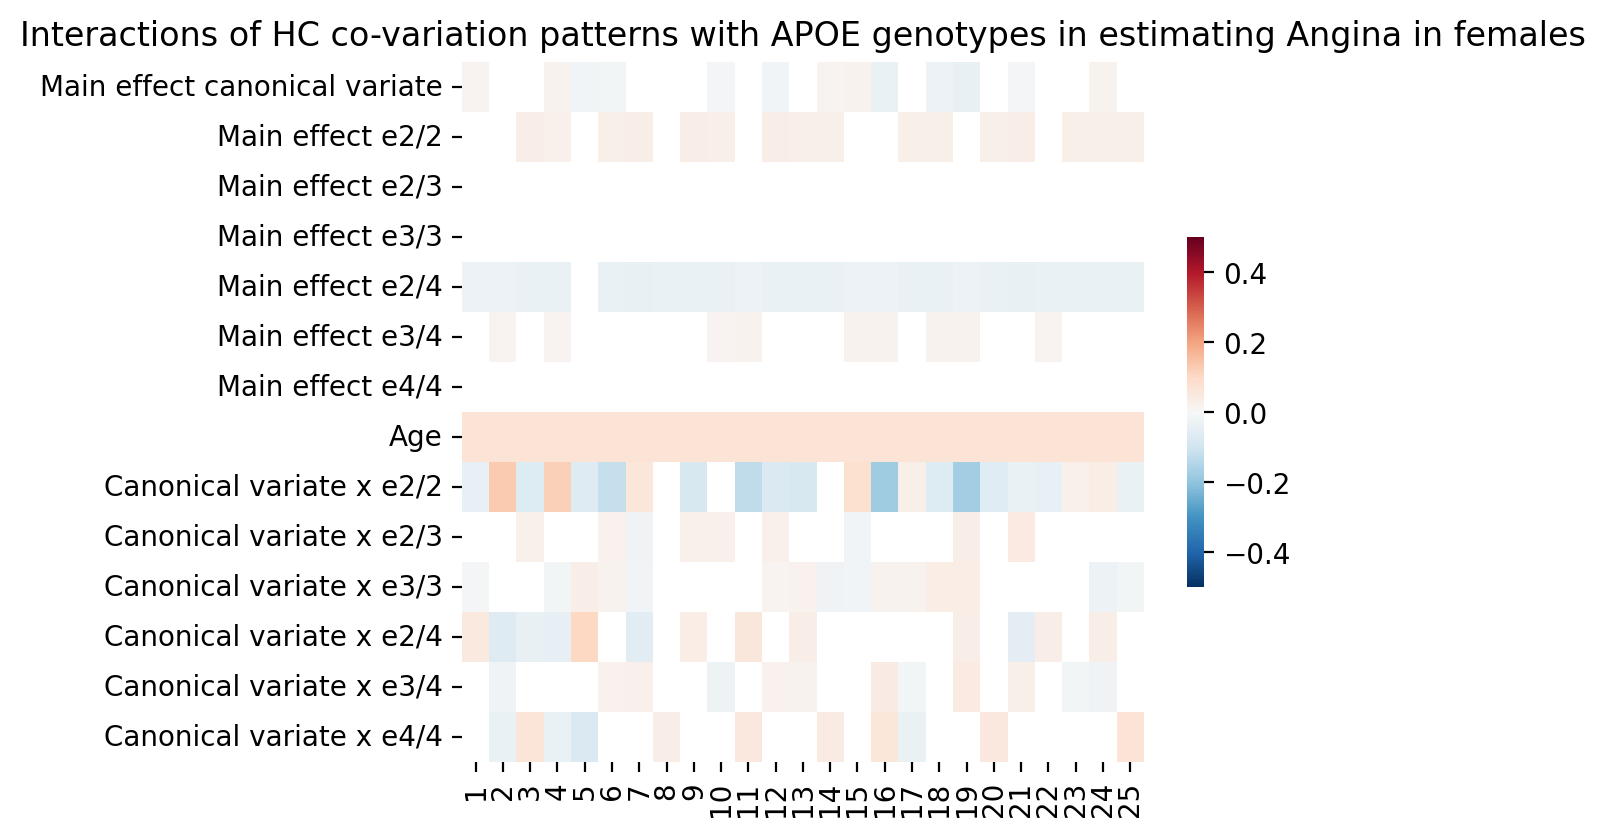 Interactions of HC co-variation patterns with APOE genotypes in estimating Angina in females
Main effect canonical variate
Main effect e2/2
Main effect e2/3
Main effect e3/3
Main effect e2/4
Main effect e3/4
Main effect e4/4
Age
Canonical variate x e2/2
Canonical variate x e2/3
Canonical variate x e3/3
Canonical variate x e2/4
Canonical variate x e3/4
Canonical variate x e4/4
1 2 3 4 5 6 7 8 9 10 11 12 13 14 15 16 17 18 19 20 21 22 23 24 25
0.4
0.2
0.0
−0.2
−0.4